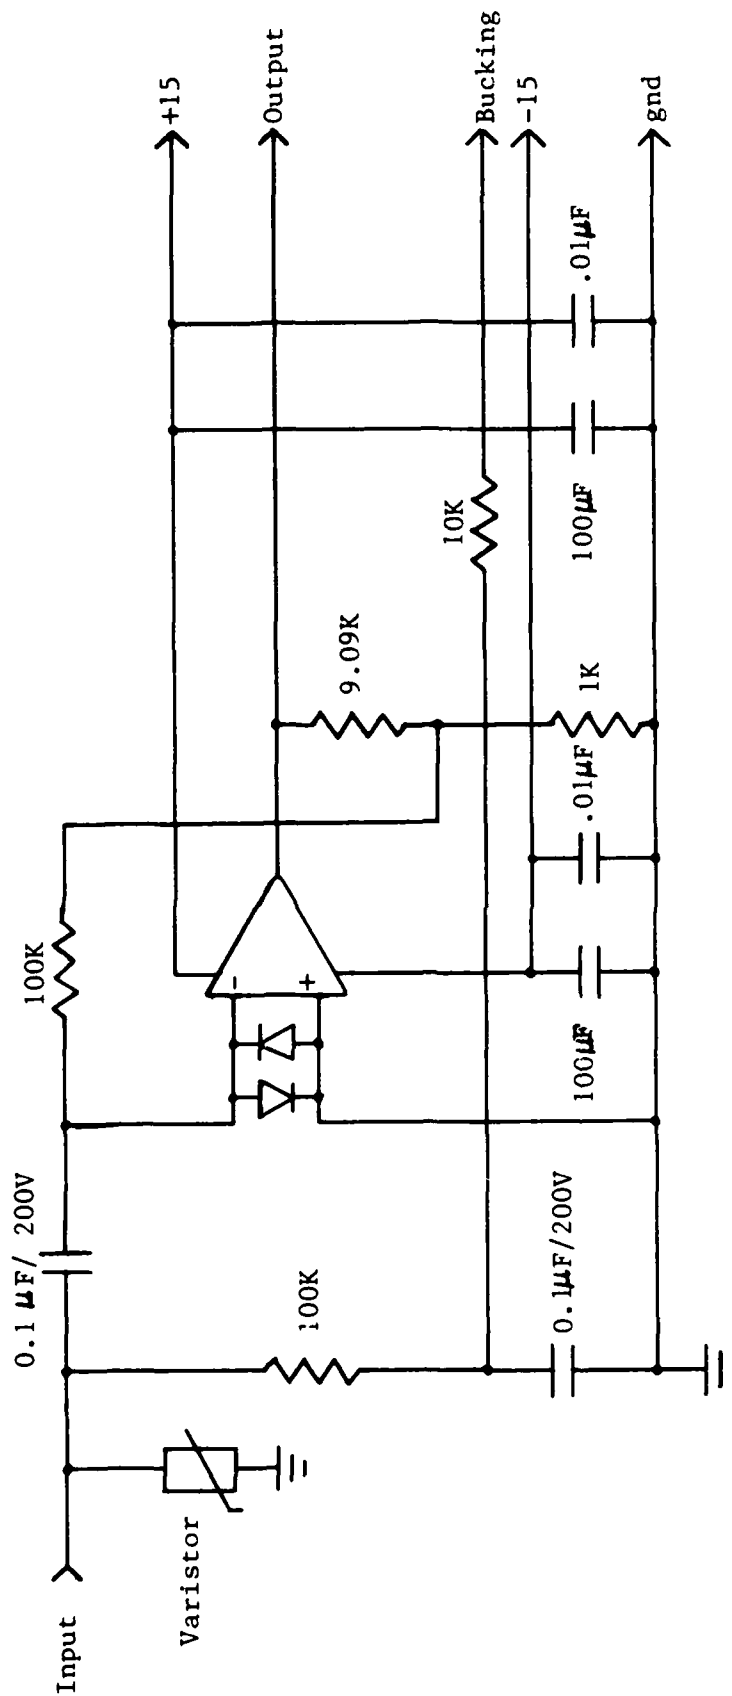 Input
Varistor
0.1 μF/ 200V
100K
0.1μF/200V
100K
-
+
100μF
.01μF
9.09K
1K
10K
100μF
.01μF
+15
Output
Bucking
-15
gnd